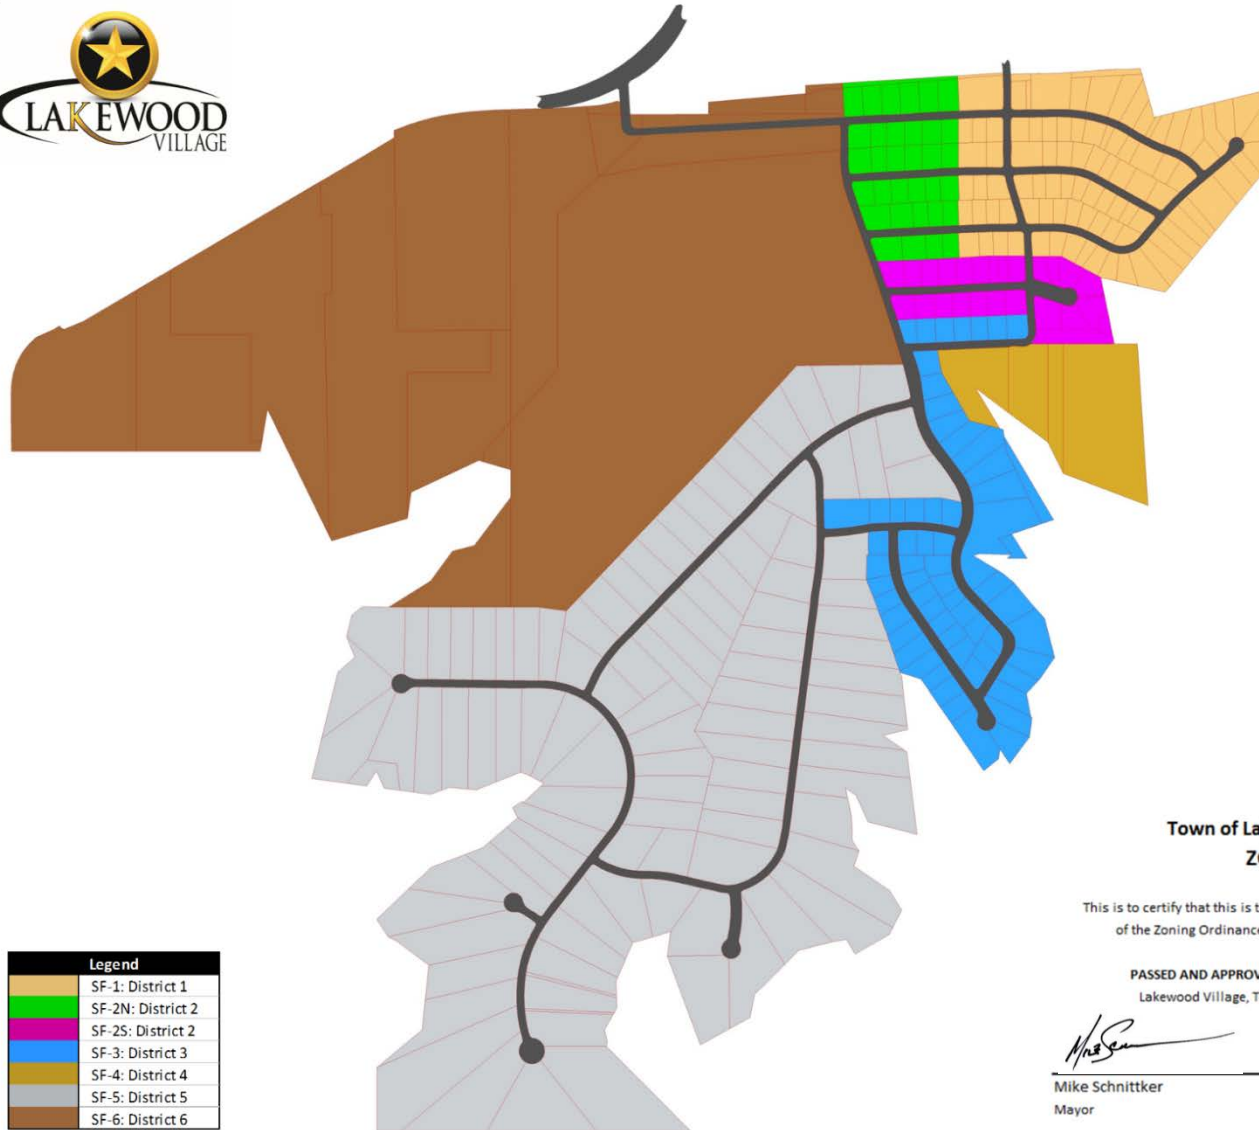 LAKEWOOD
VILLAGE
Town of La
Z
This is to certify that this is t
of the Zoning Ordinanc
PASSED AND APPROV
Lakewood Village, T
Mike Schnittker
Mayor
Legend
SF-1: District 1
SF-2N: District 2
SF-2S: District 2
SF-3: District 3
SF-4: District 4
SF-5: District 5
SF-6: District 6